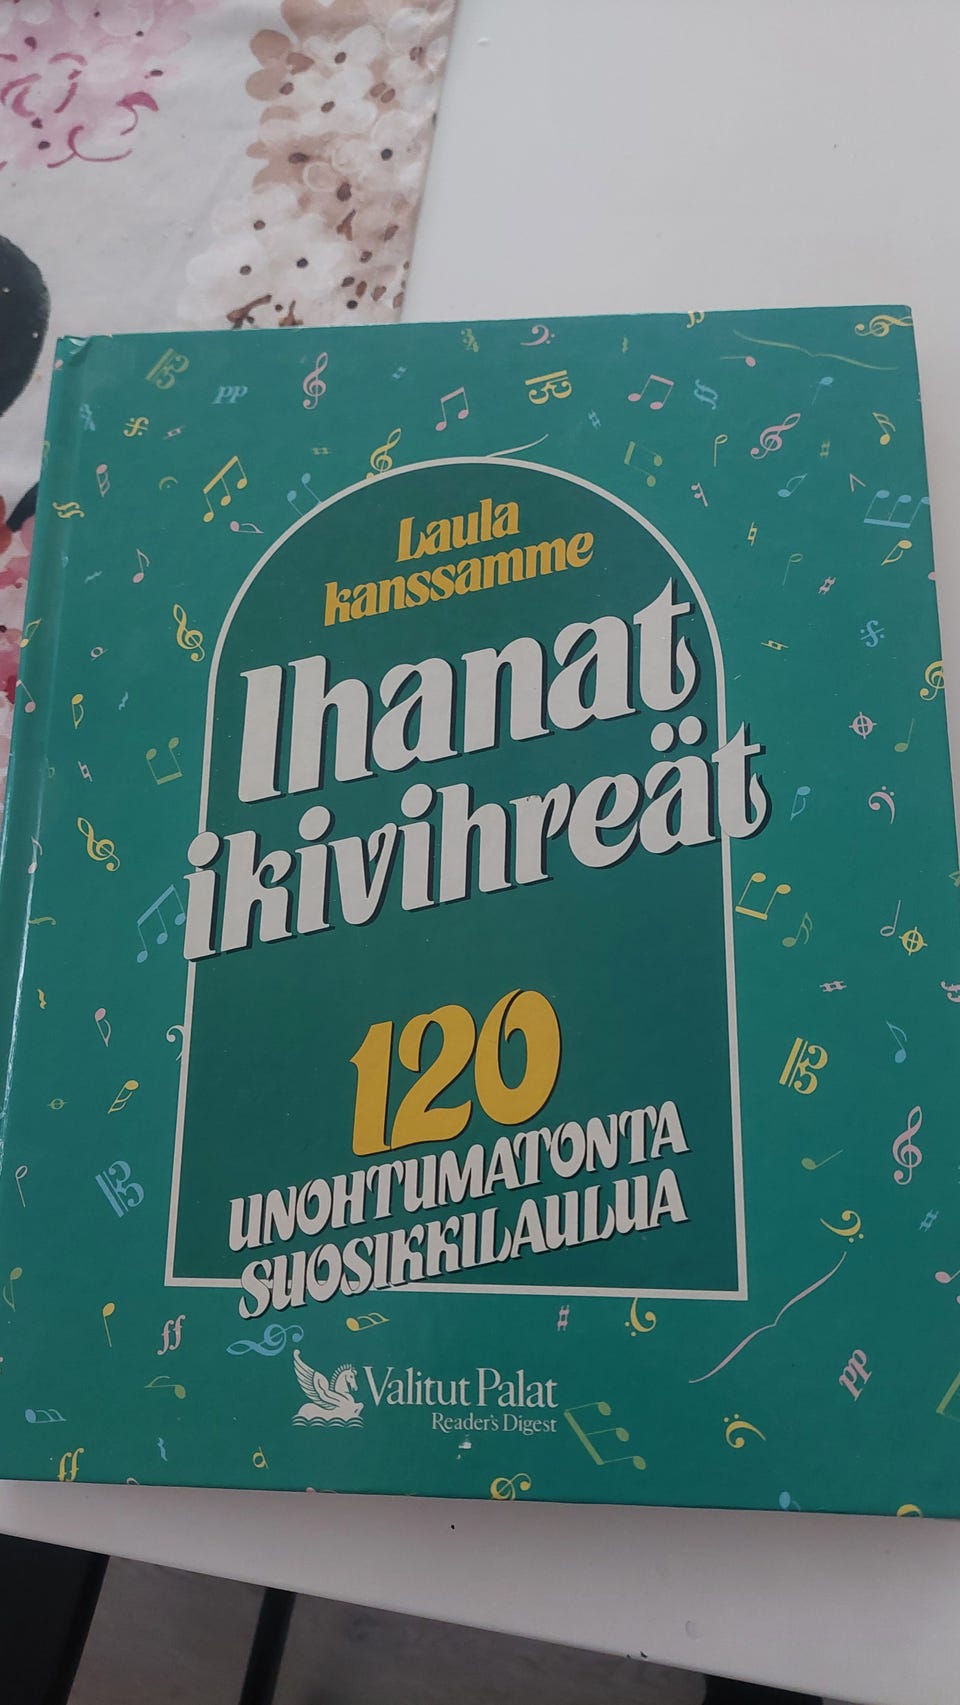 Laula
kanssamme
Ihanat
ikivihreät
120
UNOHTUMATONTA
SUOSIKKILAULUA
Valitut Palat
Reader's Digest